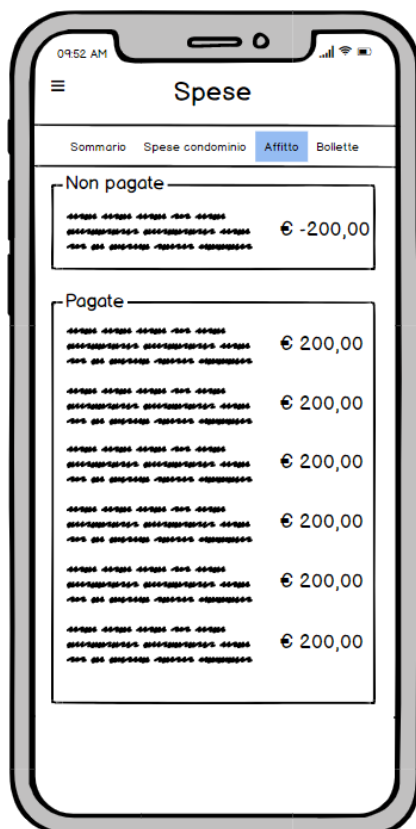 09:52 AM
Spese
Sommario Spese condominio Affitto Bollette
Non pagate
€ -200,00
Pagate
€ 200,00
€ 200,00
€ 200,00
€ 200,00
€ 200,00
€ 200,00